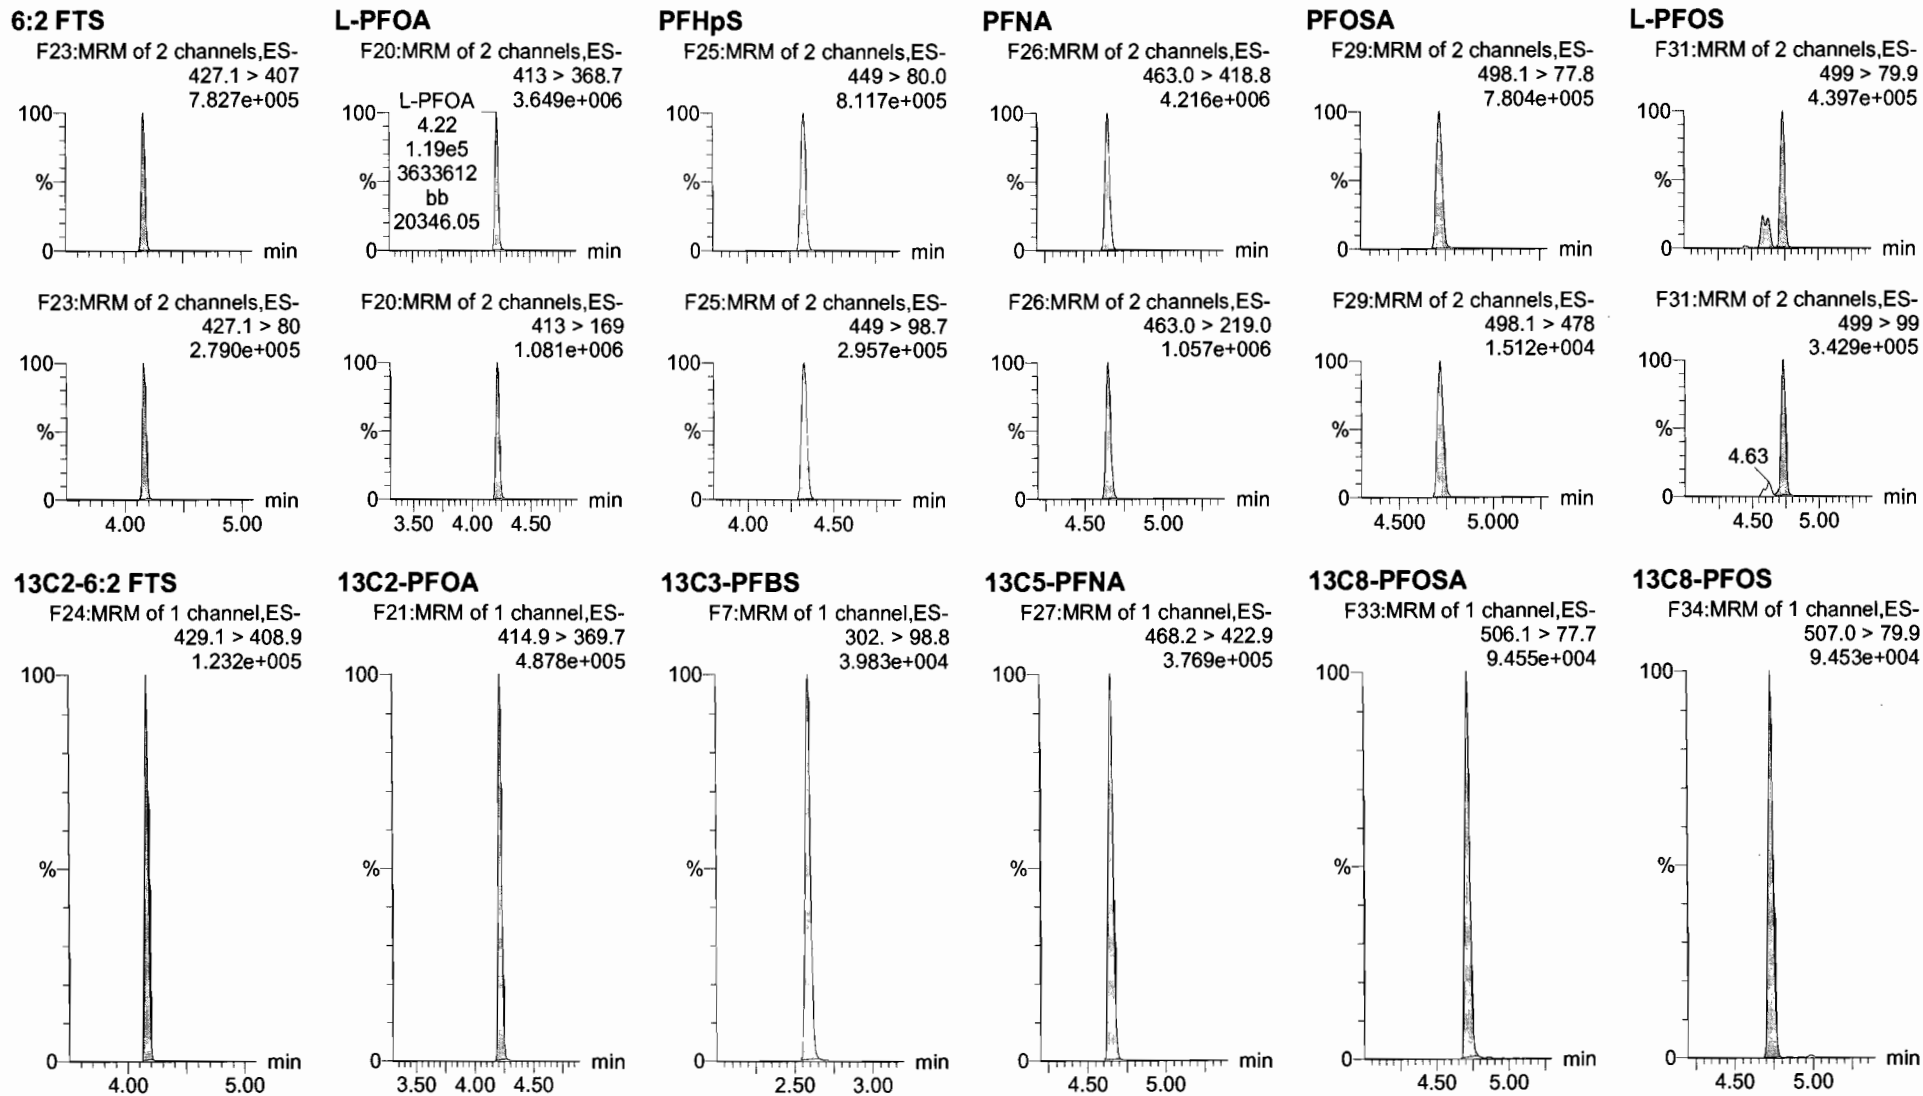 6:2 FTS
F23:MRM of 2 channels,ES-
427.1 > 407
7.827e+005
100
%
0
min
F23:MRM of 2 channels,ES-
427.1 > 80
2.790e+005
100
%
0
min
4.00 5.00
L-PFOA
F20:MRM of 2 channels,ES-
413 > 368.7
3.649e+006
100
L-PFOA
4.22
1.19e5
3633612
bb
20346.05
%
0
min
F20:MRM of 2 channels,ES-
413 > 169
1.081e+006
100
%
0
min
3.50 4.00 4.50
PFHpS
F25:MRM of 2 channels,ES-
449 > 80.0
8.117e+005
100
%
0
min
F25:MRM of 2 channels,ES-
449 > 98.7
2.957e+005
100
%
0
min
4.00 4.50
PFNA
F26:MRM of 2 channels,ES-
463.0 > 418.8
4.216e+006
100
%
0
min
F26:MRM of 2 channels,ES-
463.0 > 219.0
1.057e+006
100
%
0
min
4.50 5.00
PFOSA
F29:MRM of 2 channels,ES-
498.1 > 77.8
7.804e+005
100
%
0
min
F29:MRM of 2 channels,ES-
498.1 > 478
1.512e+004
100
%
0
min
4.500 5.000
L-PFOS
F31:MRM of 2 channels,ES-
499 > 79.9
4.397e+005
100
%
0
min
F31:MRM of 2 channels,ES-
499 > 99
3.429e+005
100
%
4.63
0
min
4.50 5.00
13C2-6:2 FTS
F24:MRM of 1 channel,ES-
429.1 > 408.9
1.232e+005
100
%
0
min
4.00 5.00
13C2-PFOA
F21:MRM of 1 channel,ES-
414.9 > 369.7
4.878e+005
100
%
0
min
3.50 4.00 4.50
13C3-PFBS
F7:MRM of 1 channel,ES-
302. > 98.8
3.983e+004
100
%
0
min
2.50 3.00
13C5-PFNA
F27:MRM of 1 channel,ES-
468.2 > 422.9
3.769e+005
100
%
0
min
4.50 5.00
13C8-PFOSA
F33:MRM of 1 channel,ES-
506.1 > 77.7
9.455e+004
100
%
0
min
4.50 5.00
13C8-PFOS
F34:MRM of 1 channel,ES-
507.0 > 79.9
9.453e+004
100
%
0
min
4.50 5.00